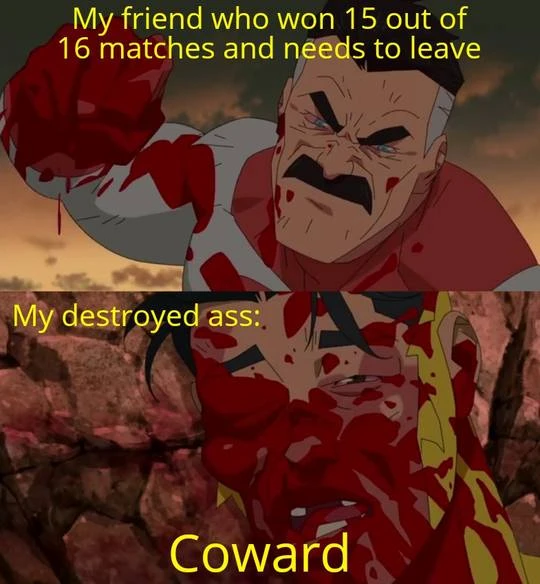 My friend who won 15 out of
16 matches and needs to leave
My destroyed ass:
Coward